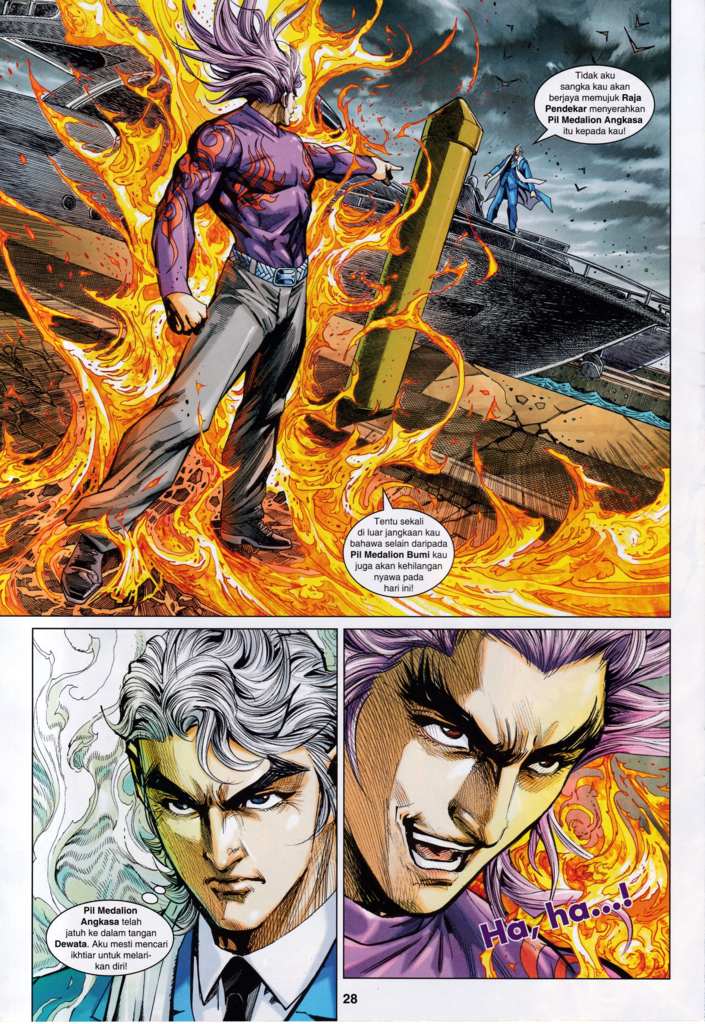 Tidak aku
sangka kau akan
berjaya memujuk Raja
Pendekar menyerahkan
Pil Medalion Angkasa
itu kepada kau!
Tentu sekali
di luar jangkaan kau
bahawa selain daripada
Pil Medalion Bumi kau
juga akan kehilangan
nyawa pada
hari ini!
Pil Medalion
Angkasa telah
jatuh ke dalam tangan
Dewata. Aku mesti mencari
ikhtiar untuk melari-
kan diri!
Ha, ha...!
28